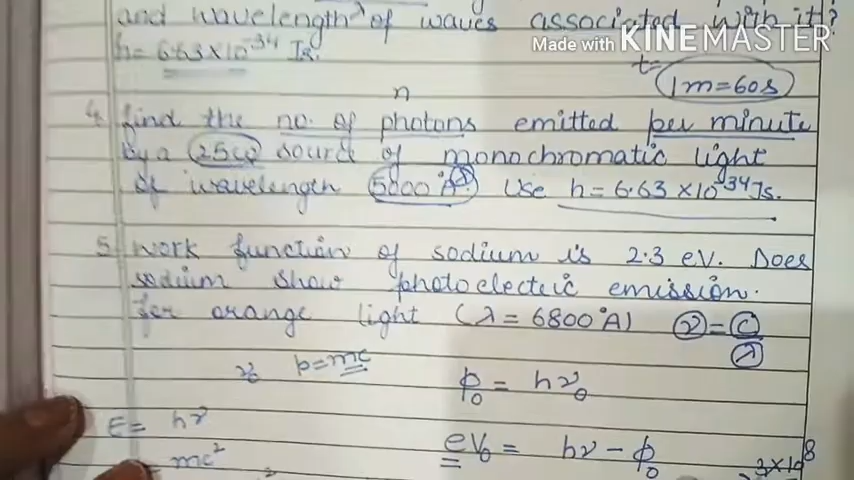 and wavelength of waves associated with it?
Made with KINEMASTER
h = 6.63 × 10⁻³⁴ Js.
t =
1m = 60s
n
4. find the no. of photons emitted per minute
by a source of monochromatic light
of wavelength 5000 °A Use h = 6.63 × 10⁻³⁴ Js.
5. work function of sodium is 2.3 eV. Does
sodium show photoelectric emission.
for orange light (λ = 6800 °A) ν = c
λ
p = mc
ϕ₀ = hν₀
E = hν
eV₀ = hν - ϕ₀
mc²
3×10⁸